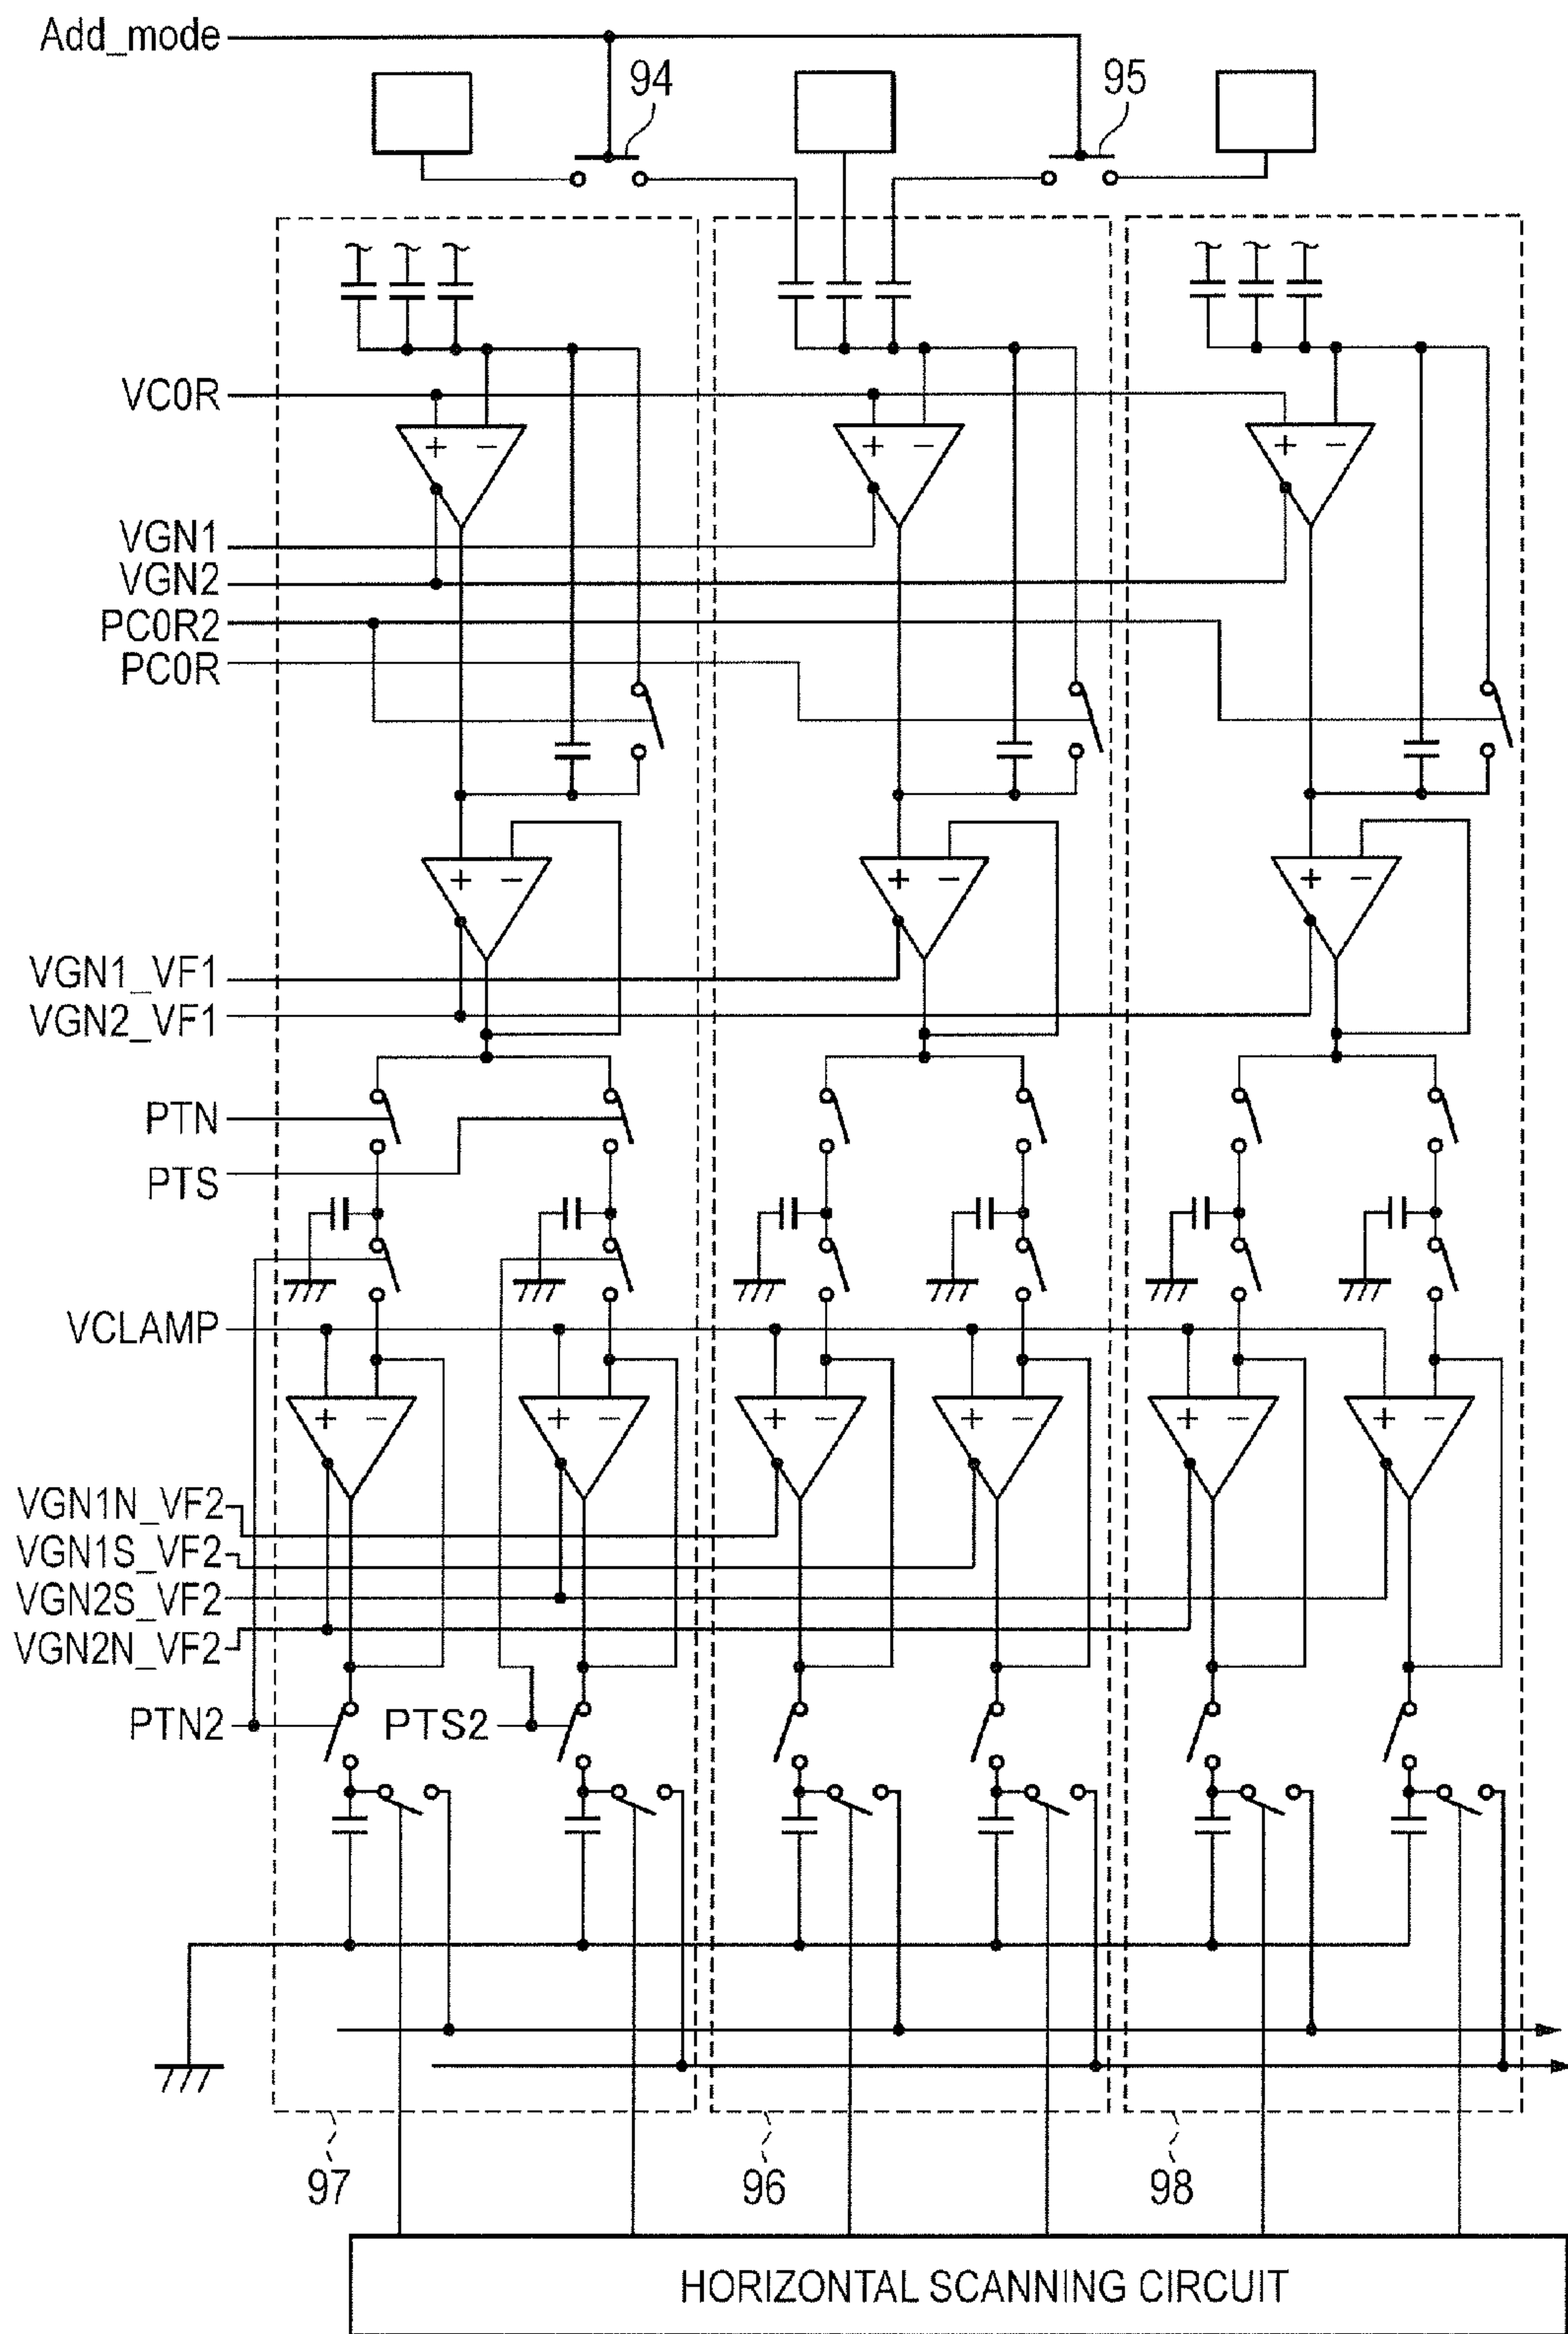 Add_mode
94
95
VC0R
+ − + − + −
VGN1
VGN2
PC0R2
PC0R
+ − + − + −
VGN1_VF1
VGN2_VF1
PTN
PTS
VCLAMP
+ − + − + − + − + − + −
VGN1N_VF2
VGN1S_VF2
VGN2S_VF2
VGN2N_VF2
PTN2 PTS2
97 96 98
HORIZONTAL SCANNING CIRCUIT